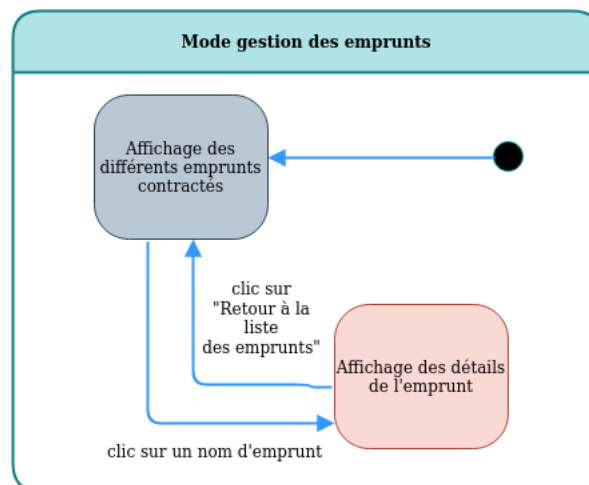 Mode gestion des emprunts
Affichage des
différents emprunts
contractés
clic sur
"Retour à la
liste
des emprunts"
Affichage des détails
de l'emprunt
clic sur un nom d'emprunt